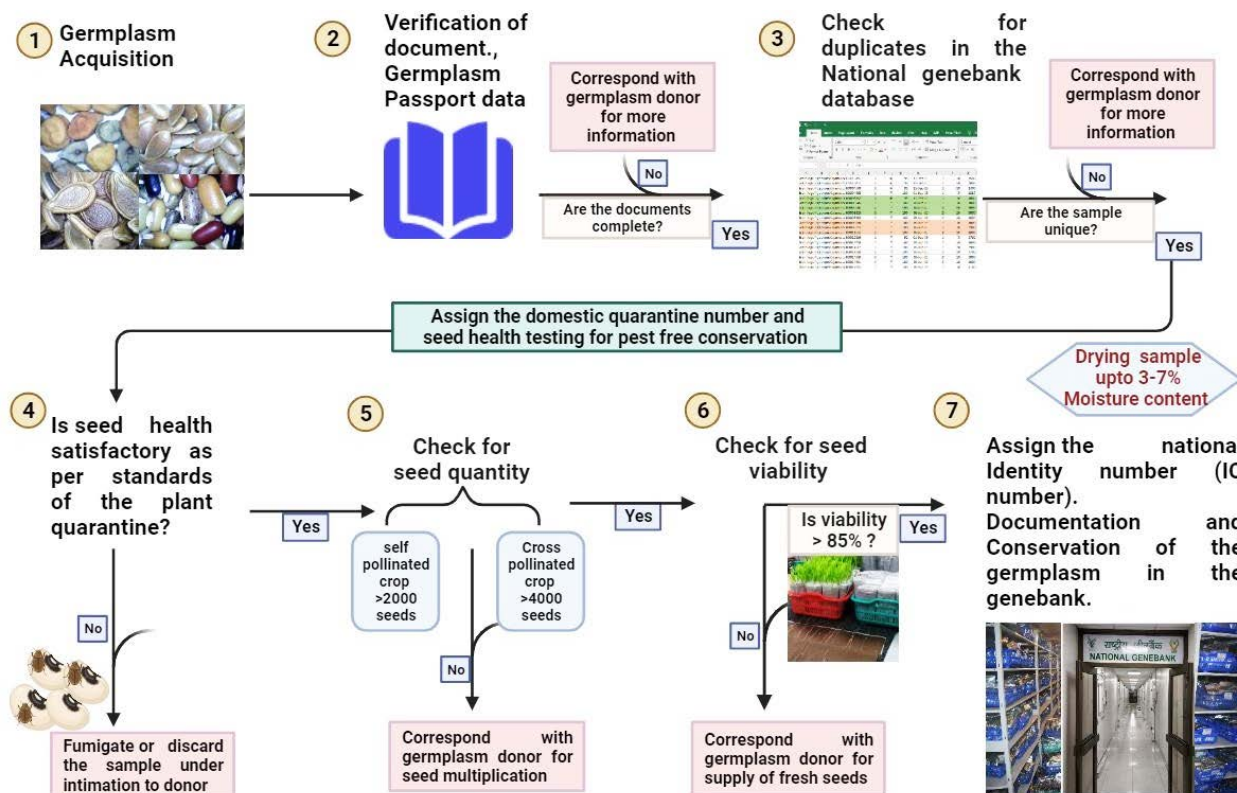 1
Germplasm
Acquisition
2
Verification of
document.,
Germplasm
Passport data
Correspond with
germplasm donor
for more
information
No
Are the documents
complete?
Yes
3
Check for
duplicates in the
National genebank
database
Correspond with
germplasm donor
for more
information
No
Are the sample
unique?
Yes
Assign the domestic quarantine number and
seed health testing for pest free conservation
Drying sample
upto 3-7%
Moisture content
4
Is seed health
satisfactory as
per standards
of the plant
quarantine?
Yes
No
Fumigate or discard
the sample under
intimation to donor
5
Check for
seed quantity
self
pollinated
crop
>2000
seeds
Cross
pollinated
crop
>4000
seeds
Yes
No
Correspond with
germplasm donor for
seed multiplication
6
Check for seed
viability
Is viability
> 85% ?
Yes
No
Correspond with
germplasm donor for
supply of fresh seeds
7
Assign the national
Identity number (IC
number).
Documentation and
Conservation of the
germplasm in the
genebank.
राष्ट्रीय जीनबैंक
NATIONAL GENEBANK